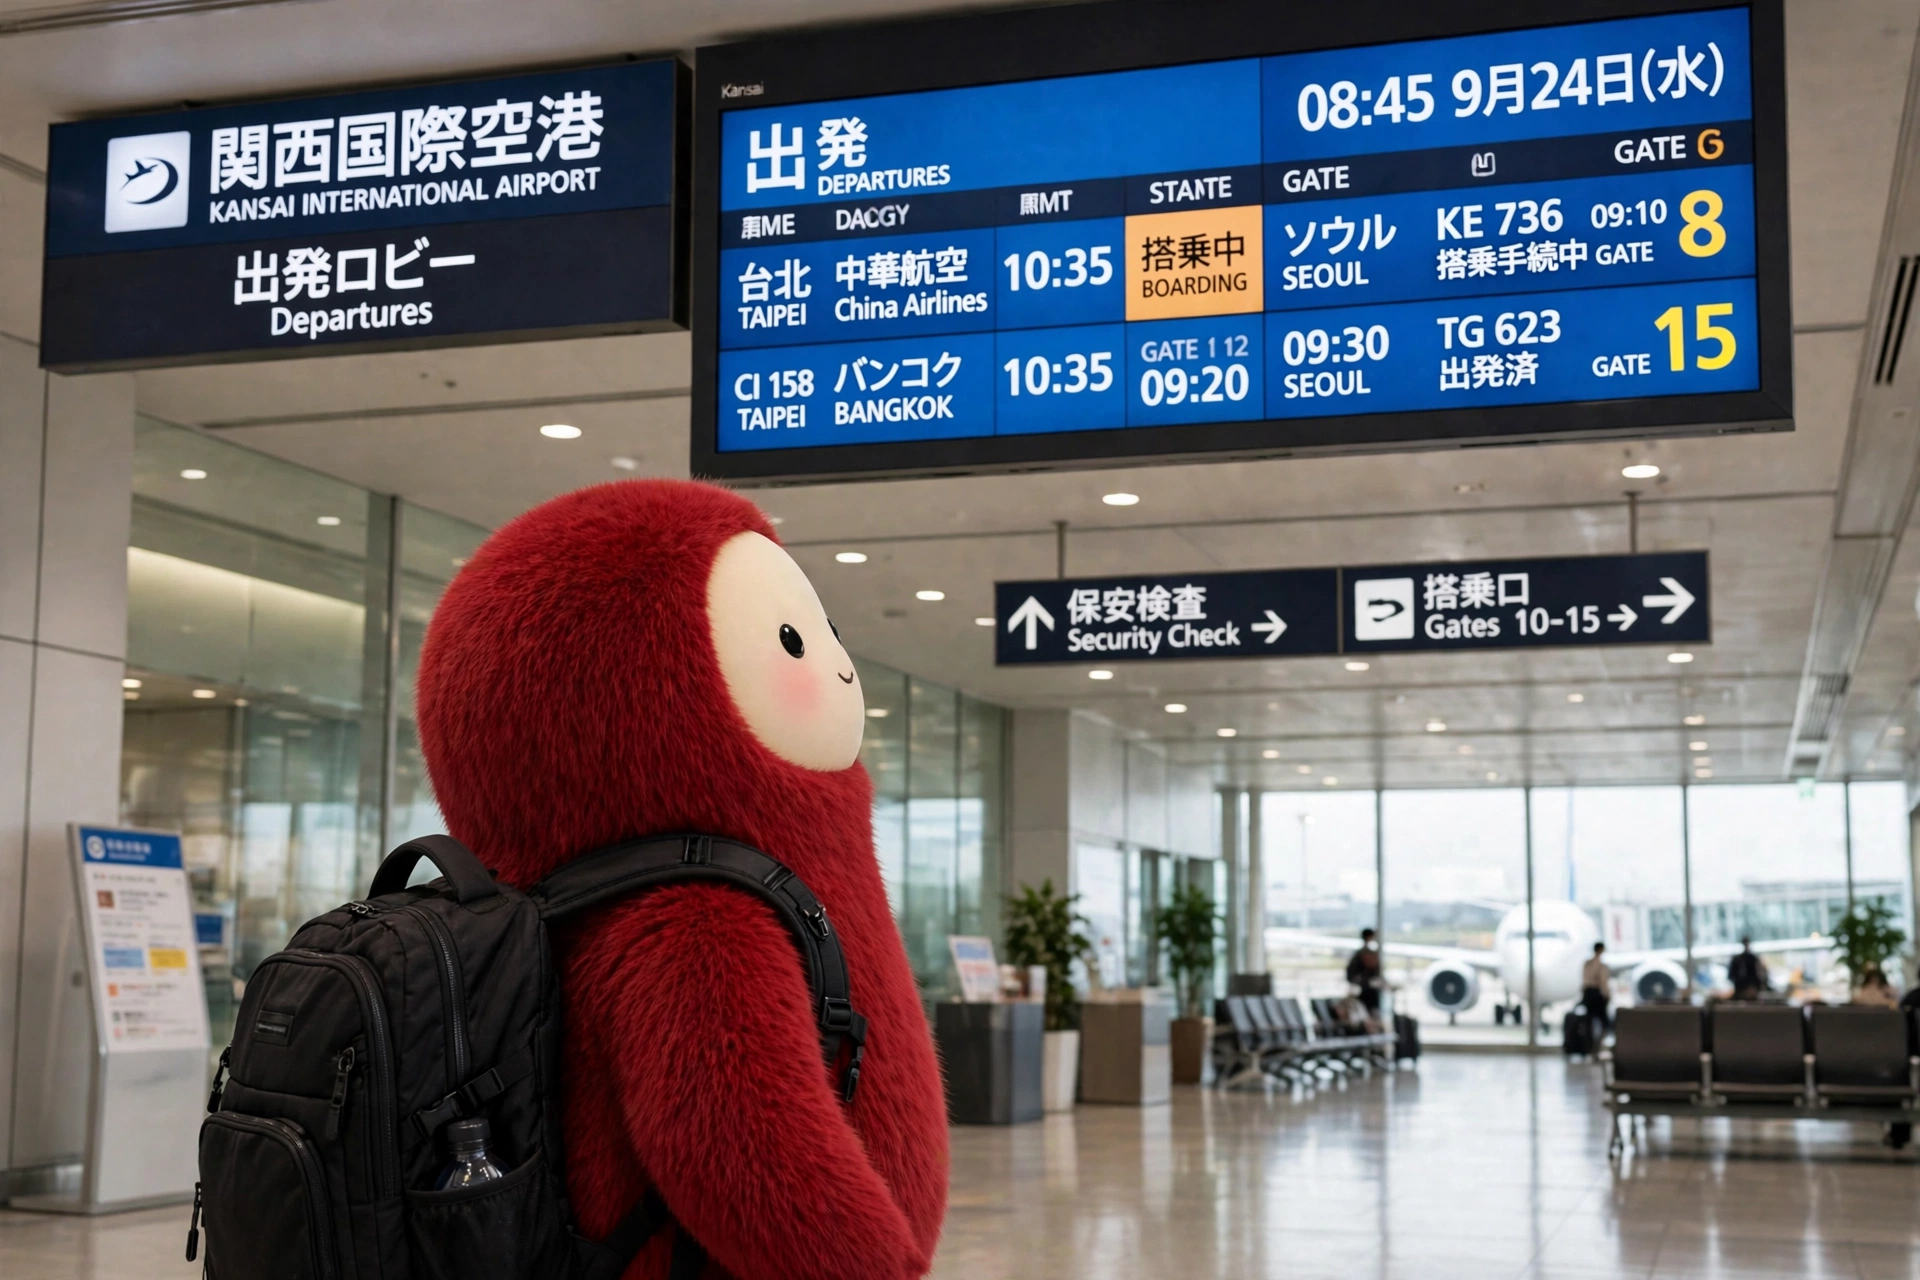 関西国際空港
KANSAI INTERNATIONAL AIRPORT
出発ロビー
Departures
Kansai
出発
DEPARTURES
08:45 9月24日(水)
ME DACGY MT STANTE GATE GATE G
台北
TAIPEI
中華航空
China Airlines
10:35
搭乗中
BOARDING
ソウル
SEOUL
KE 736
搭乗手続中
09:10
GATE 8
CI 158
TAIPEI
バンコク
BANGKOK
10:35
GATE 12
09:20
09:30
SEOUL
TG 623
出発済
GATE 15
保安検査
Security Check
搭乗口
Gates 10-15